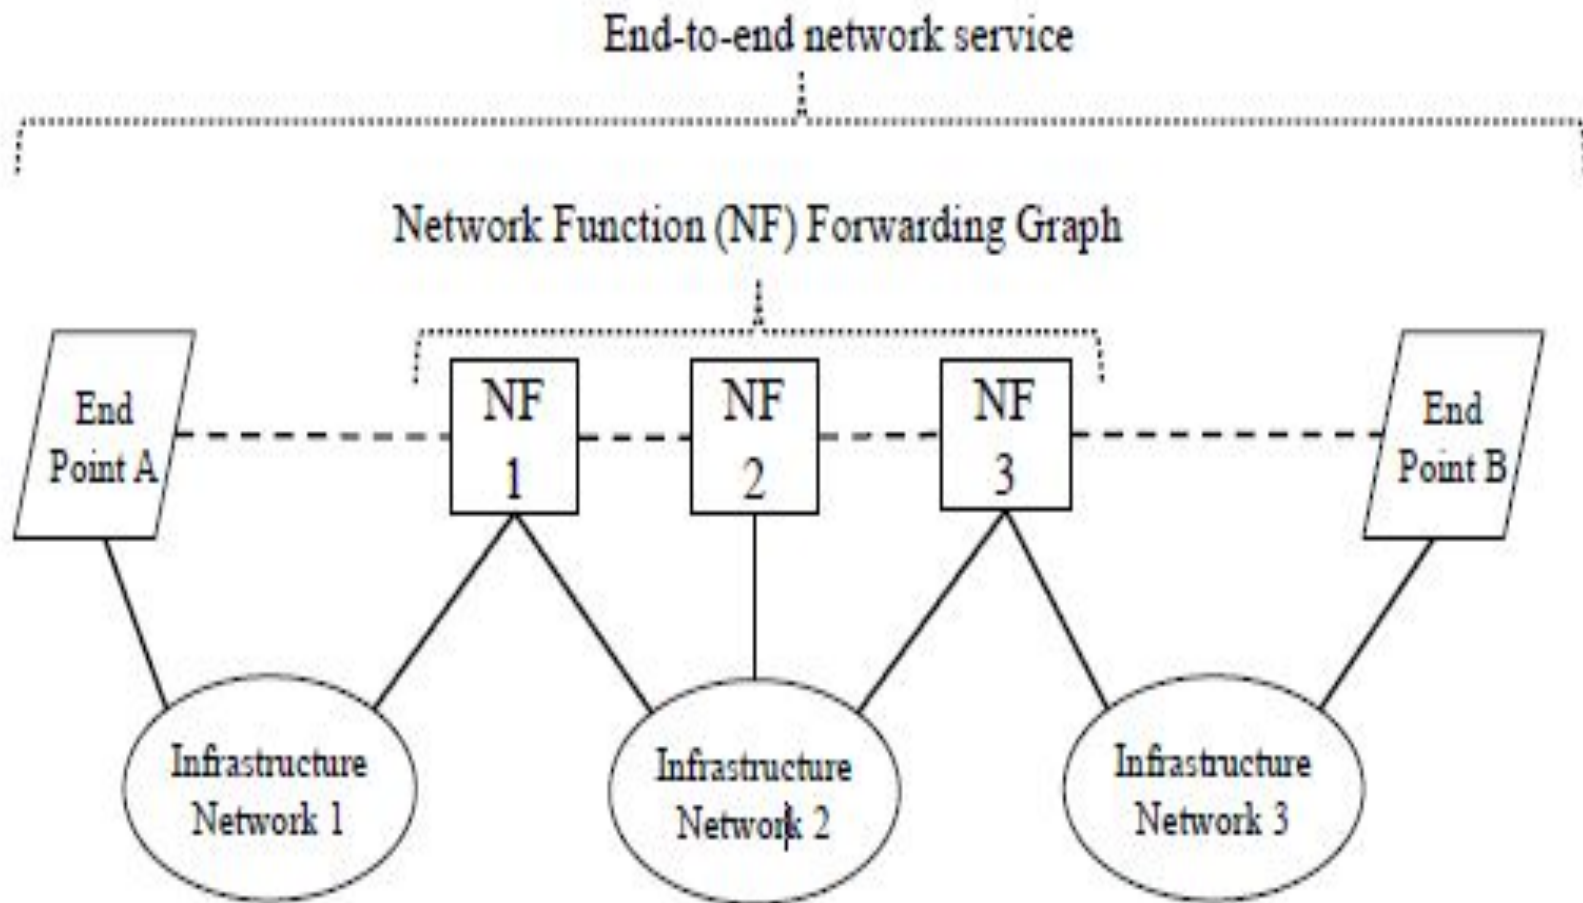 End-to-end network service
Network Function (NF) Forwarding Graph
End
Point A
NF
1
NF
2
NF
3
End
Point B
Infrastructure
Network 1
Infrastructure
Network 2
Infrastructure
Network 3